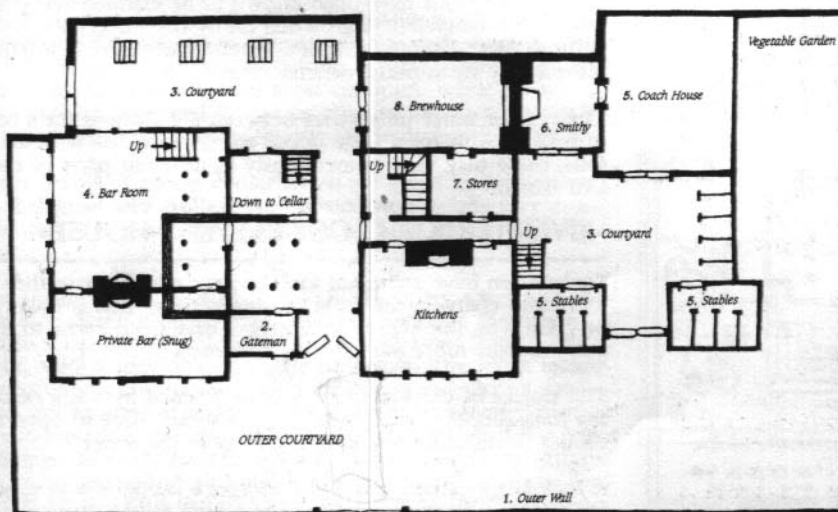 Vegetable Garden
3. Courtyard
5. Coach House
8. Brewhouse
6. Smithy
Up
Up
4. Bar Room
Down to Cellar
7. Stores
Up
3. Courtyard
5. Stables
5. Stables
Kitchens
2.
Gateman
Private Bar (Snug)
OUTER COURTYARD
1. Outer Wall